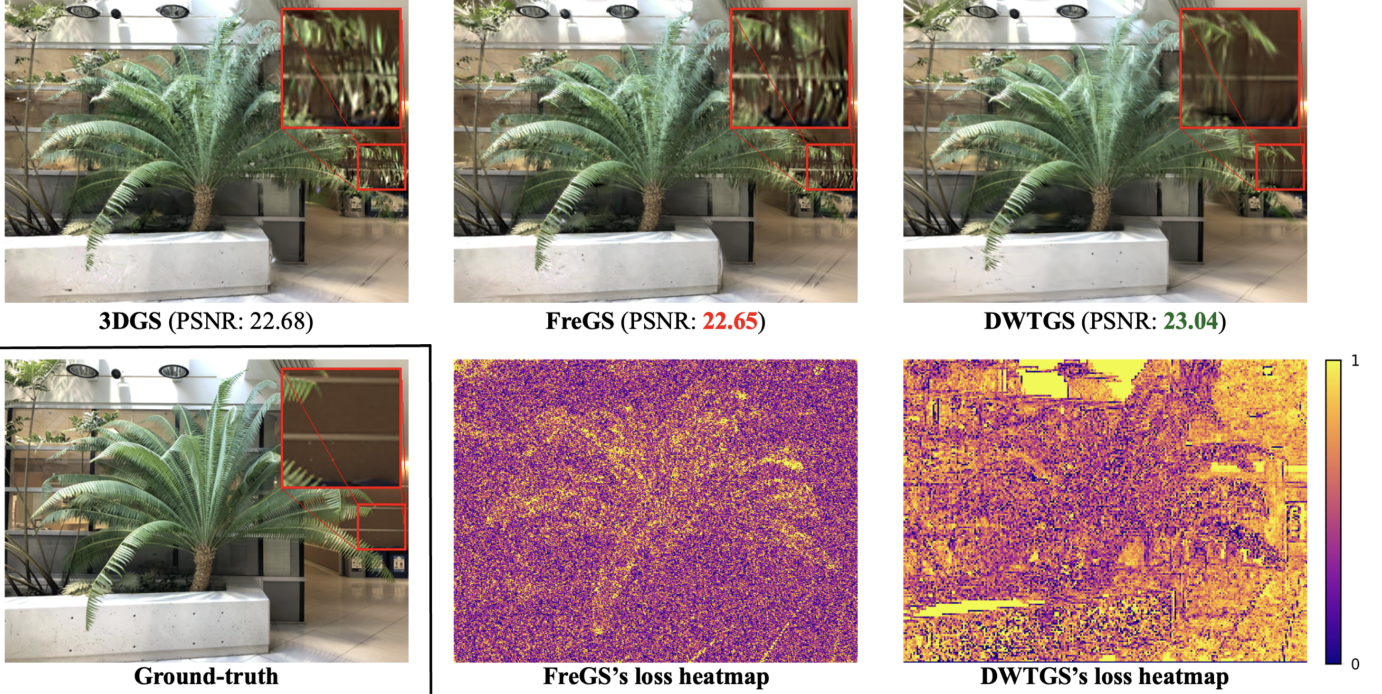 3DGS (PSNR: 22.68)
FreGS (PSNR: 22.65)
DWTGS (PSNR: 23.04)
1
0
Ground-truth
FreGS's loss heatmap
DWTGS's loss heatmap